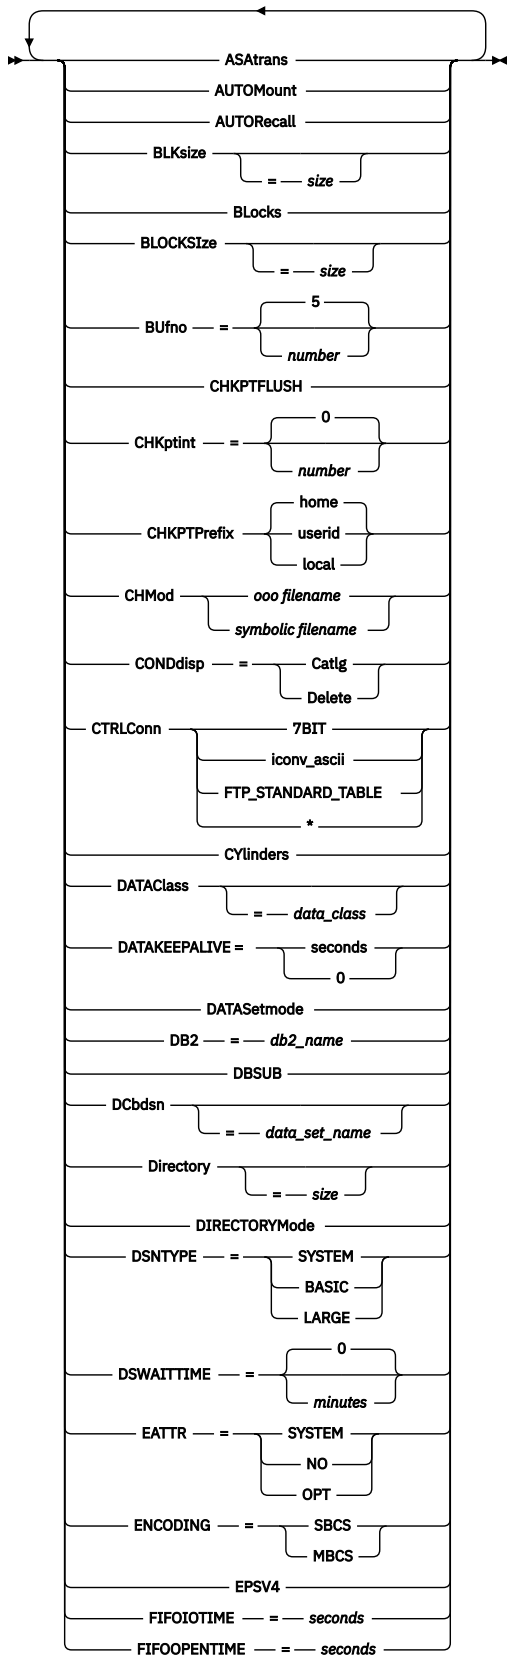 ASAtrans
AUTOMount
AUTORecall
BLKsize
= size
BLocks
BLOCKSIze
= size
5
BUfno =
number
CHKPTFLUSH
0
CHKptint =
number
home
CHKPTPrefix userid
local
CHMod ooo filename
symbolic filename
CONDdisp = Catlg
Delete
CTRLConn 7BIT
iconv_ascii
FTP_STANDARD_TABLE
*
CYlinders
DATAClass
= data_class
DATAKEEPALIVE = seconds
0
DATASetmode
DB2 = db2_name
DBSUB
DCbdsn
= data_set_name
Directory
= size
DIRECTORYMode
DSNTYPE = SYSTEM
BASIC
LARGE
0
DSWAITTIME =
minutes
EATTR = SYSTEM
NO
OPT
ENCODING = SBCS
MBCS
EPSV4
FIFOIOTIME = seconds
FIFOOPENTIME = seconds